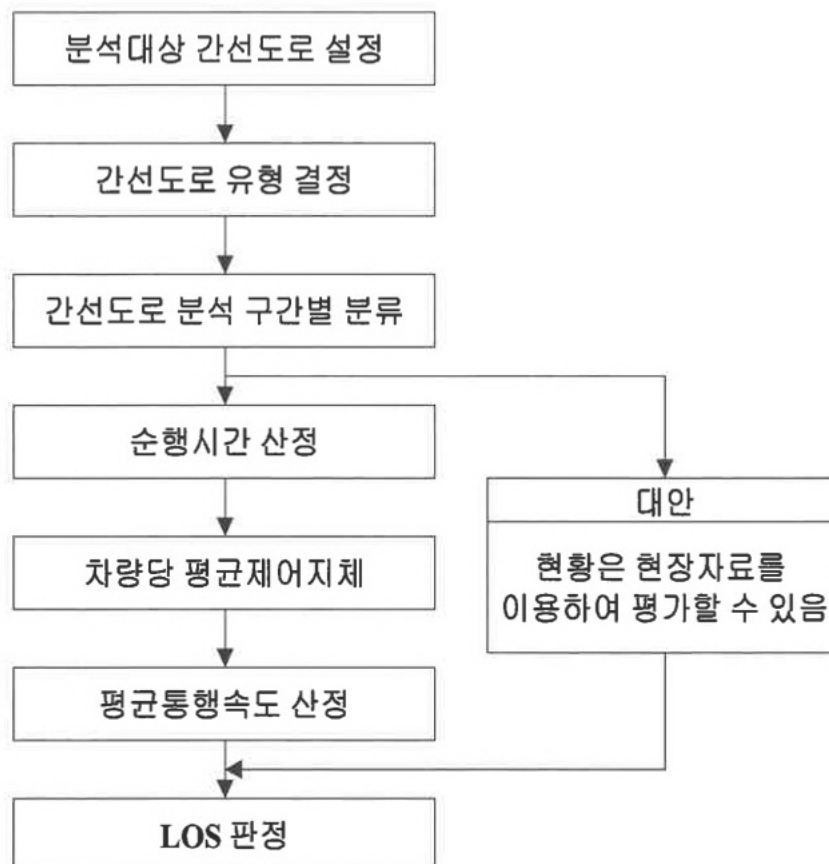 분석대상 간선도로 설정
간선도로 유형 결정
간선도로 분석 구간별 분류
순행시간 산정
차량당 평균제어지체
평균통행속도 산정
대안
현황은 현장자료를
이용하여 평가할 수 있음
LOS 판정